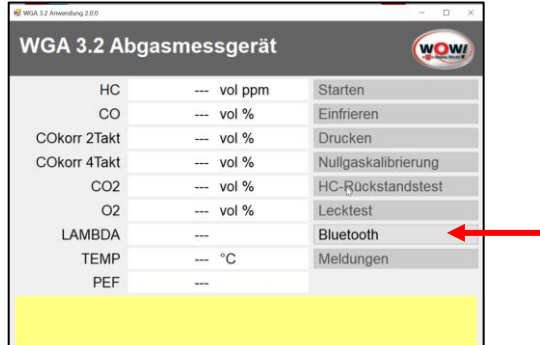 WGA 3.2 Anwendung 2.0.0
WGA 3.2 Abgasmessgerät
WOW!
HC --- vol ppm Starten
CO --- vol % Einfrieren
COkorr 2Takt --- vol % Drucken
COkorr 4Takt --- vol % Nullgaskalibrierung
CO2 --- vol % HC-Rückstandstest
O2 --- vol % Lecktest
LAMBDA --- Bluetooth
TEMP --- °C Meldungen
PEF ---